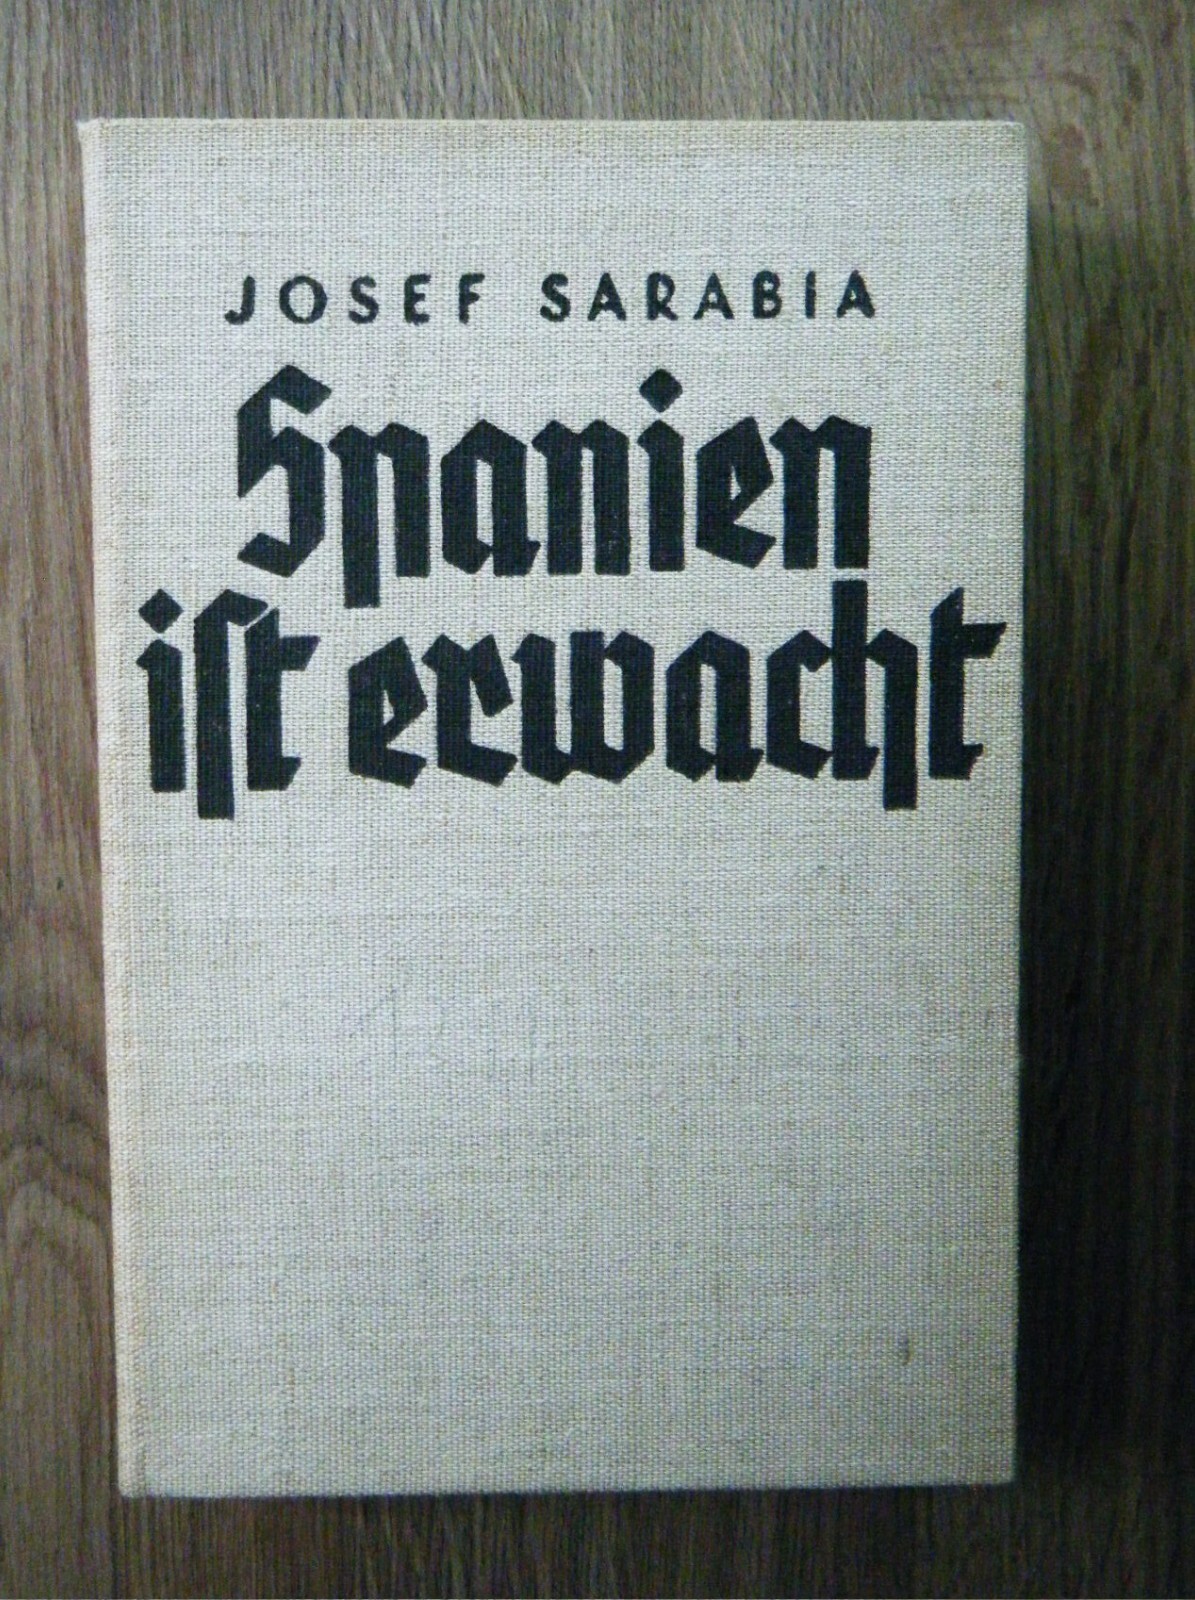 JOSEF SARABIA
Spanien
iſt erwacht